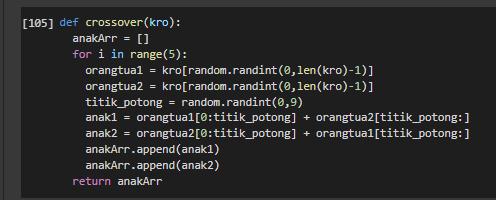 [105] def crossover(kro):
anakArr = []
for i in range(5):
orangtua1 = kro[random.randint(0,len(kro)-1)]
orangtua2 = kro[random.randint(0,len(kro)-1)]
titik_potong = random.randint(0,9)
anak1 = orangtua1[0:titik_potong] + orangtua2[titik_potong:]
anak2 = orangtua2[0:titik_potong] + orangtua1[titik_potong:]
anakArr.append(anak1)
anakArr.append(anak2)
return anakArr